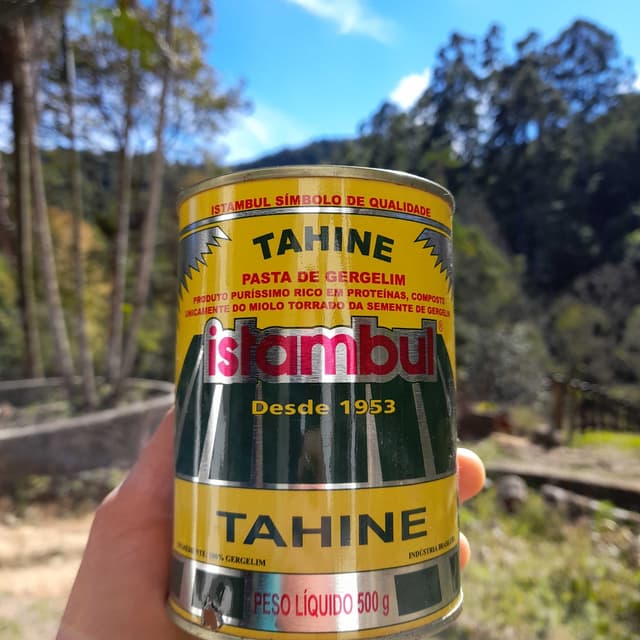 ISTAMBUL SÍMBOLO DE QUALIDADE
TAHINE
PASTA DE GERGELIM
PRODUTO PURÍSSIMO RICO EM PROTEÍNAS, COMPOSTO
UNICAMENTE DO MIOLO TORRADO DA SEMENTE DE GERGELIM
istambul®
Desde 1953
TAHINE
100% GERGELIM
INDÚSTRIA
PESO LÍQUIDO 500 g